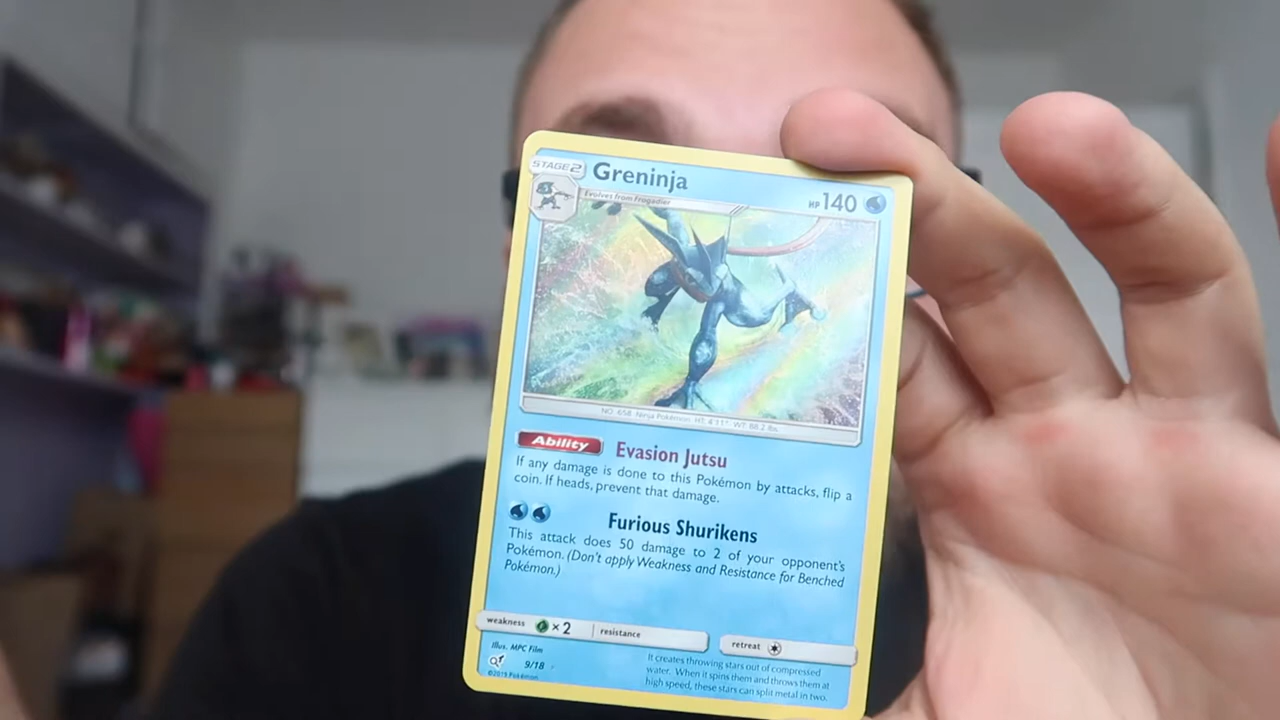 STAGE 2
Greninja
HP 140
Evolves from Frogadier
NO. 658 Ninja Pokémon HT: 4'11" WT: 88.2 lbs.
Ability Evasion Jutsu
If any damage is done to this Pokémon by attacks, flip a
coin. If heads, prevent that damage.
Furious Shurikens
This attack does 50 damage to 2 of your opponent's
Pokémon. (Don't apply Weakness and Resistance for Benched
Pokémon.)
weakness ×2 resistance
retreat
Illus. MPC Film
9/18
©2019 Pokémon
It creates throwing stars out of compressed
water. When it spins them and throws them at
high speed, these stars can split metal in two.